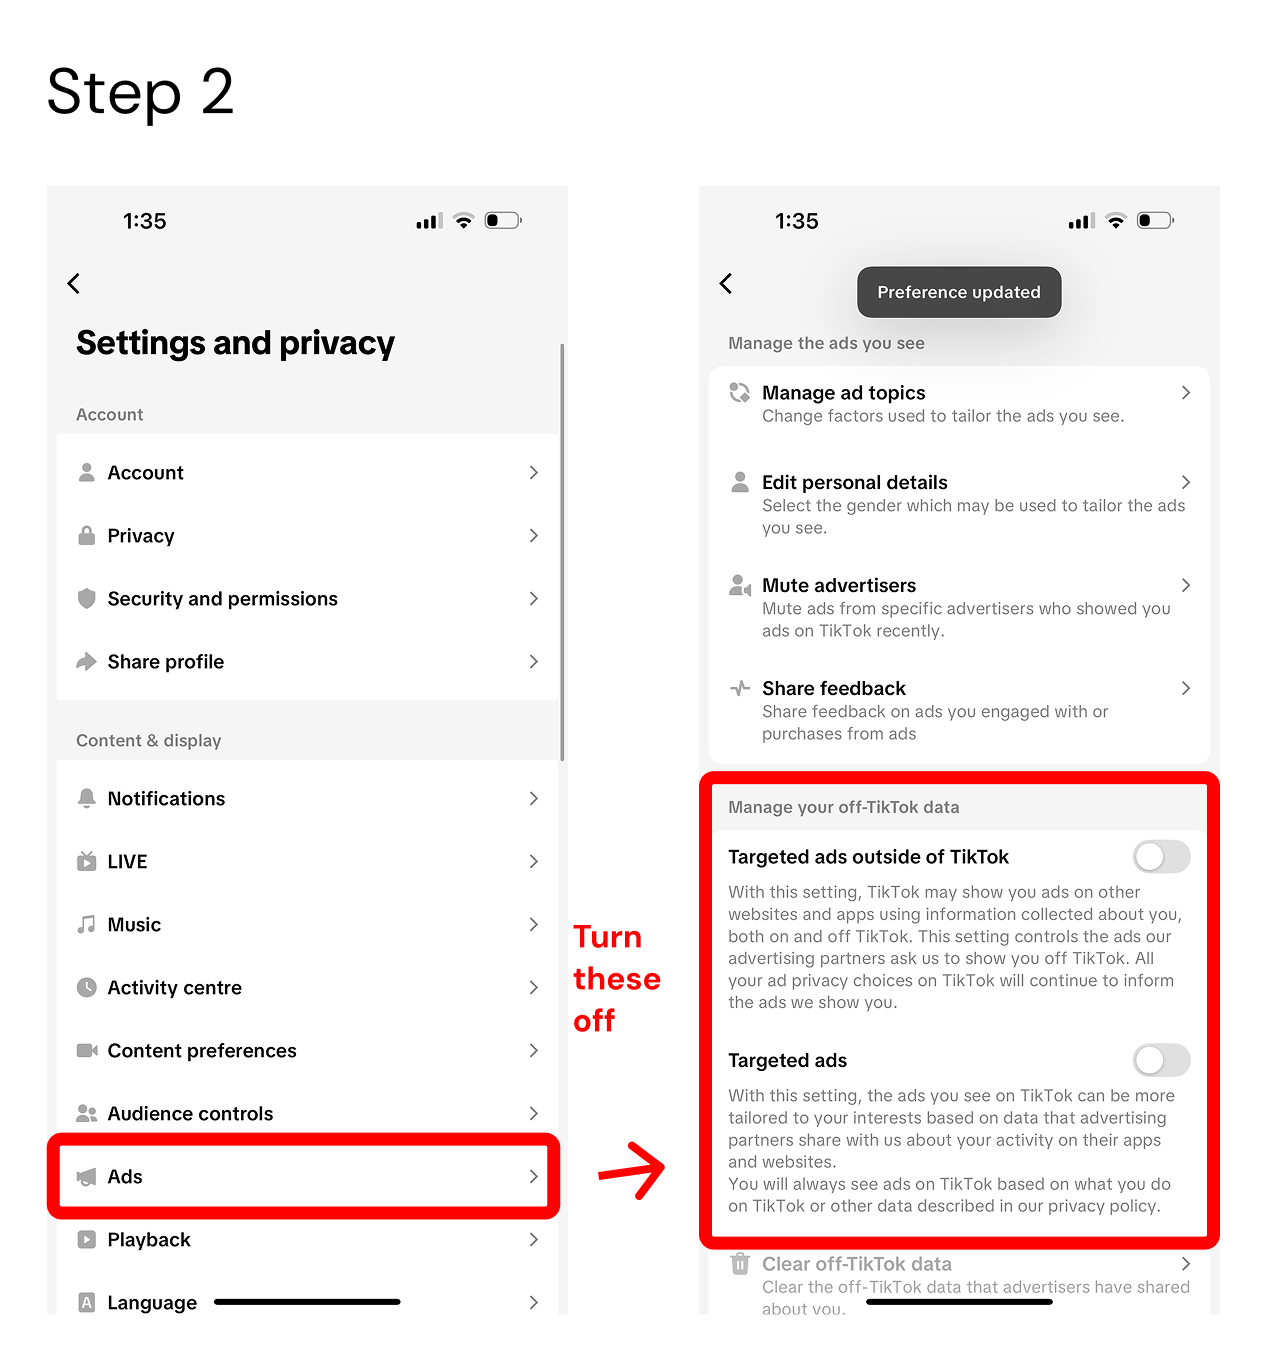 Step 2
1:35
Settings and privacy
Account
Account
Privacy
Security and permissions
Share profile
Content & display
Notifications
LIVE
Music
Activity centre
Content preferences
Audience controls
Ads
Playback
A
Language
Turn
these
off
1:35
Preference updated
Manage the ads you see
Manage ad topics
Change factors used to tailor the ads you see.
Edit personal details
Select the gender which may be used to tailor the ads
you see.
Mute advertisers
Mute ads from specific advertisers who showed you
ads on TikTok recently.
Share feedback
Share feedback on ads you engaged with or
purchases from ads
Manage your off-TikTok data
Targeted ads outside of TikTok
With this setting, TikTok may show you ads on other
websites and apps using information collected about you,
both on and off TikTok. This setting controls the ads our
advertising partners ask us to show you off TikTok. All
your ad privacy choices on TikTok will continue to inform
the ads we show you.
Targeted ads
With this setting, the ads you see on TikTok can be more
tailored to your interests based on data that advertising
partners share with us about your activity on their apps
and websites.
You will always see ads on TikTok based on what you do
on TikTok or other data described in our privacy policy.
Clear off-TikTok data
Clear the off-TikTok data that advertisers have shared
about you.